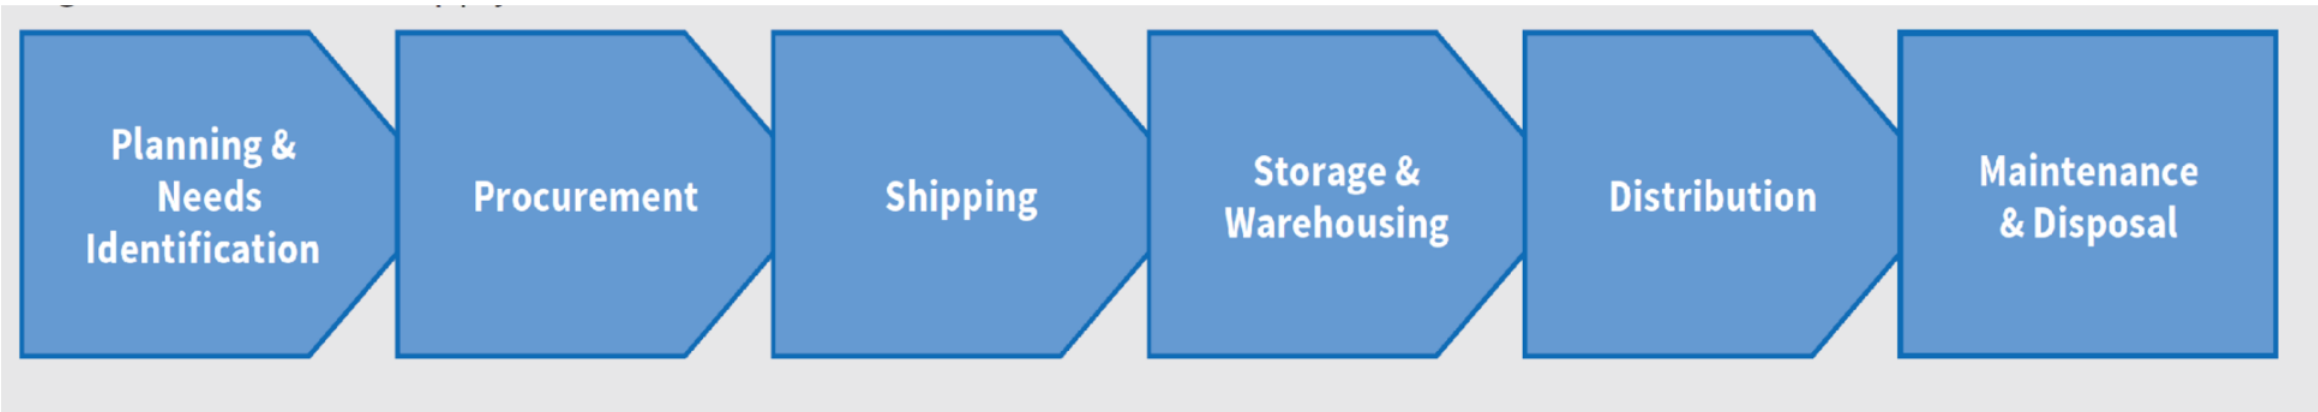 Planning &
Needs
Identification
Procurement
Shipping
Storage &
Warehousing
Distribution
Maintenance
& Disposal